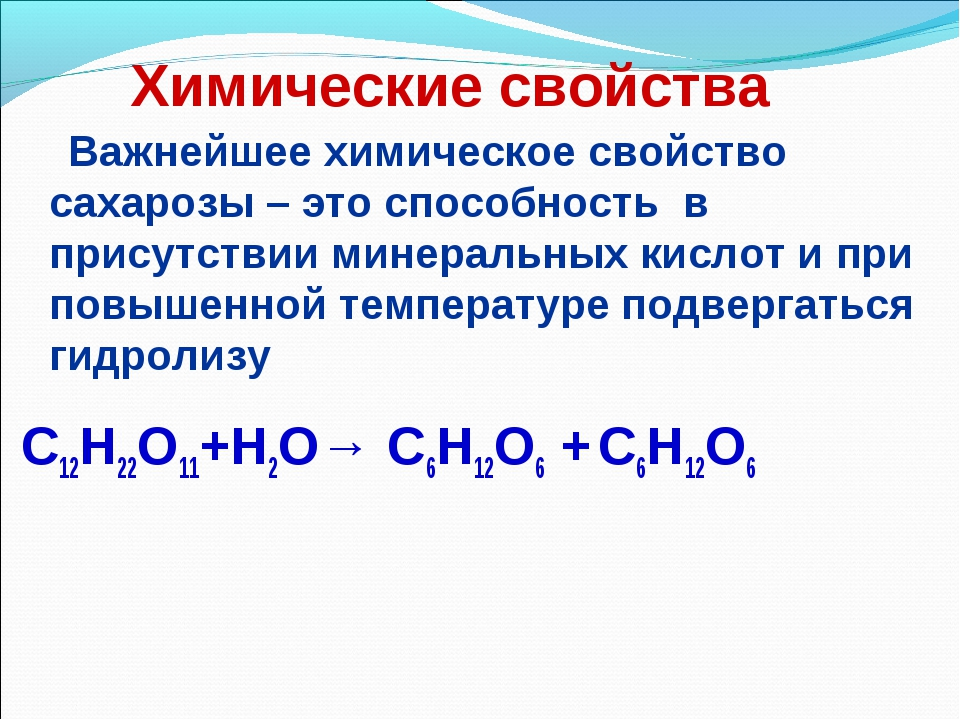 Химические свойства
Важнейшее химическое свойство
сахарозы – это способность в
присутствии минеральных кислот и при
повышенной температуре подвергаться
гидролизу
C₁₂H₂₂O₁₁+H₂O→ C₆H₁₂O₆ + C₆H₁₂O₆